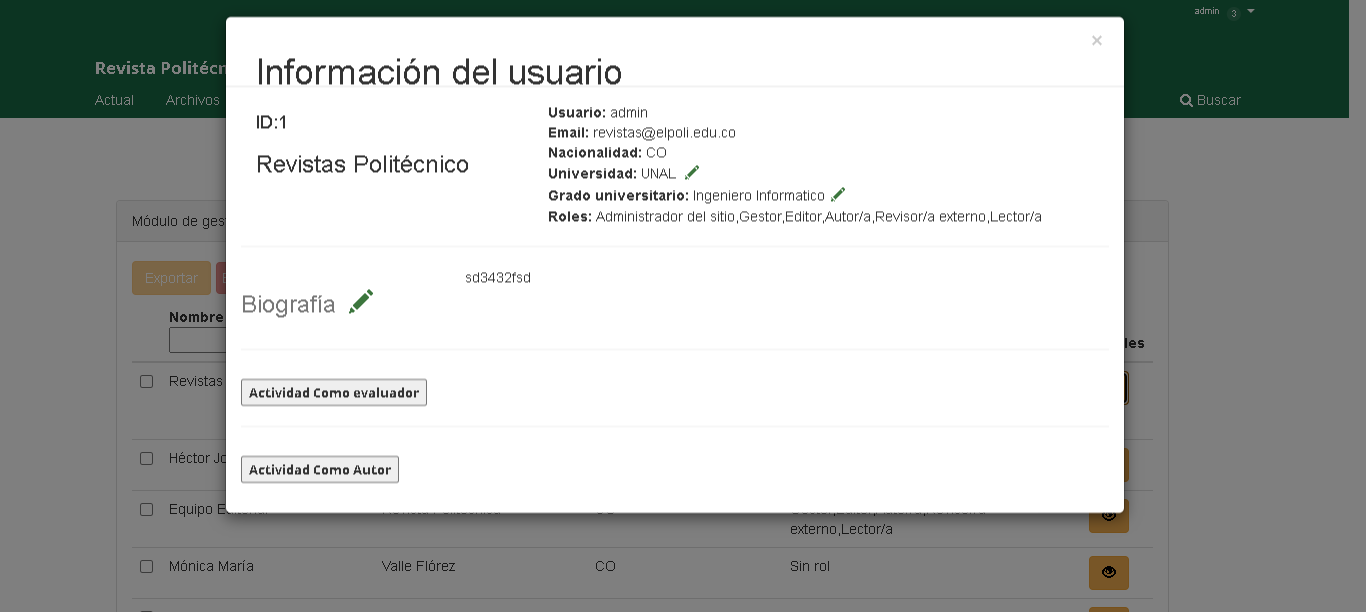 admin 3
×
Revista Politécn
Información del usuario
Actual Archivos
Buscar
ID:1
Revistas Politécnico
Usuario: admin
Email: revistas@elpoli.edu.co
Nacionalidad: CO
Universidad: UNAL
Grado universitario: Ingeniero Informatico
Roles: Administrador del sitio,Gestor,Editor,Autor/a,Revisor/a externo,Lector/a
Módulo de ges
Exportar
sd3432fsd
Biografía
Nombre
les
Revistas
Actividad Como evaluador
Héctor Jo
Actividad Como Autor
Equipo
externo,Lector/a
Mónica María Valle Flórez CO Sin rol